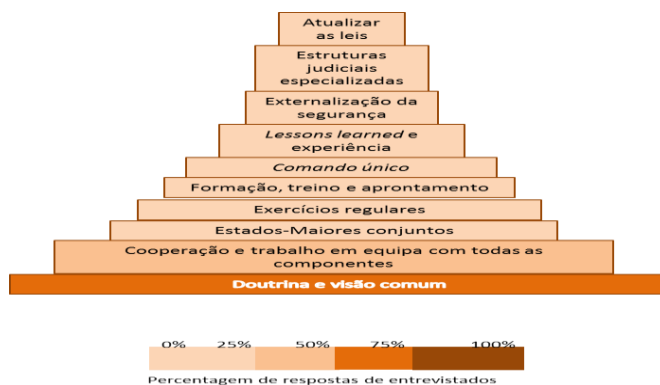 Atualizar
as leis
Estruturas
judiciais
especializadas
Externalização da
segurança
Lessons learned e
experiência
Comando único
Formação, treino e aprontamento
Exercícios regulares
Estados-Maiores conjuntos
Cooperação e trabalho em equipa com todas as
componentes
Doutrina e visão comum
0% 25% 50% 75% 100%
Percentagem de respostas de entrevistados